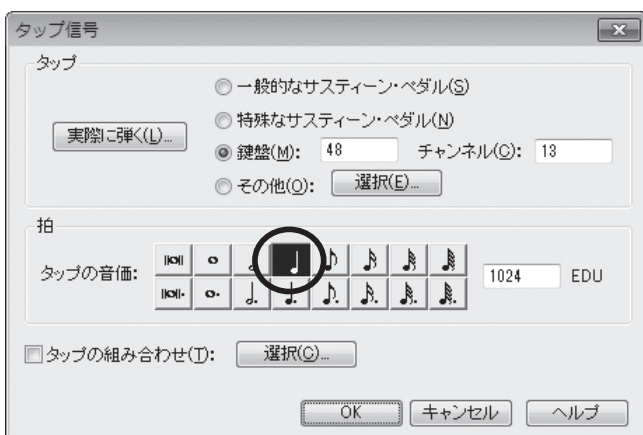 タップ信号
タップ
一般的なサスティーン・ペダル(S)
特殊なサスティーン・ペダル(N)
実際に弾く(L)...
鍵盤(M): 48 チャンネル(C): 13
その他(O): 選択(E)...
拍
タップの音価: 1024 EDU
タップの組み合わせ(T): 選択(C)...
OK キャンセル ヘルプ